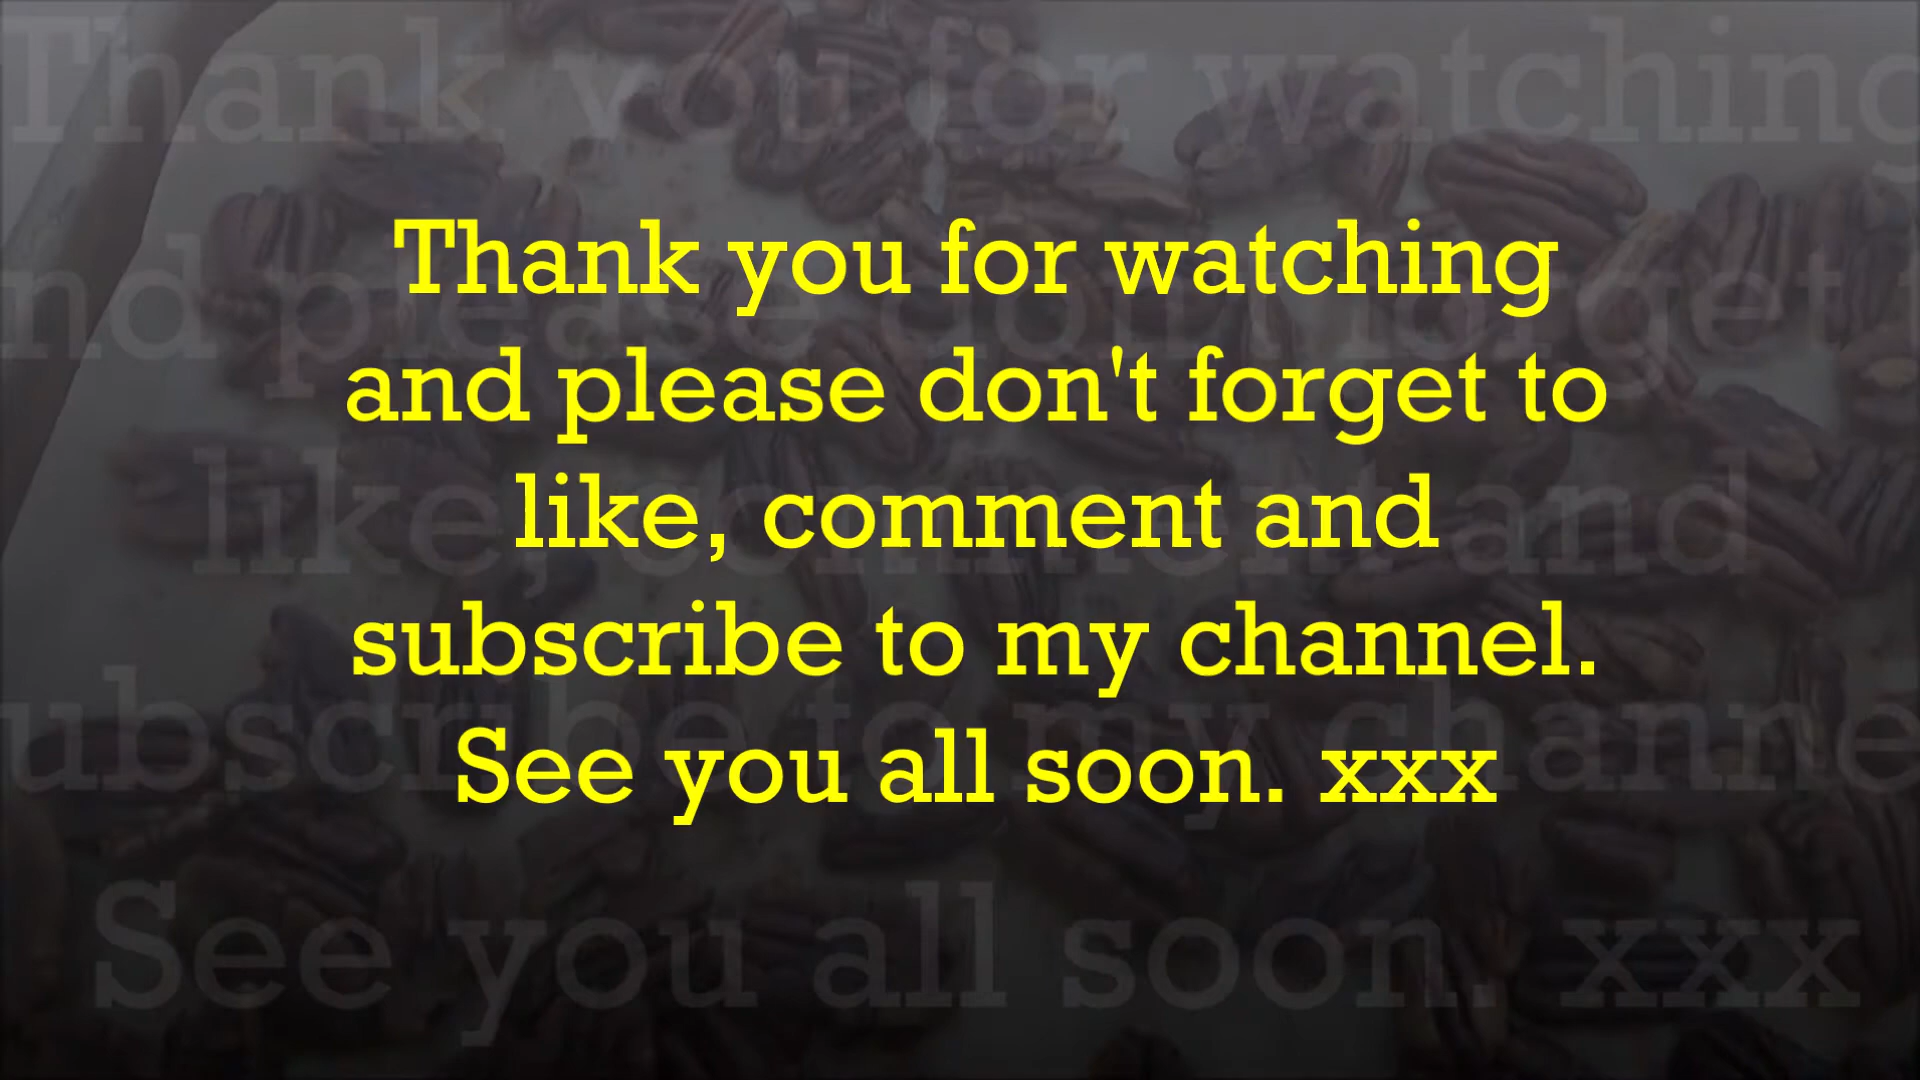 Thank you for watching
and please don't forget to
like, comment and
subscribe to my channel.
See you all soon. xxx